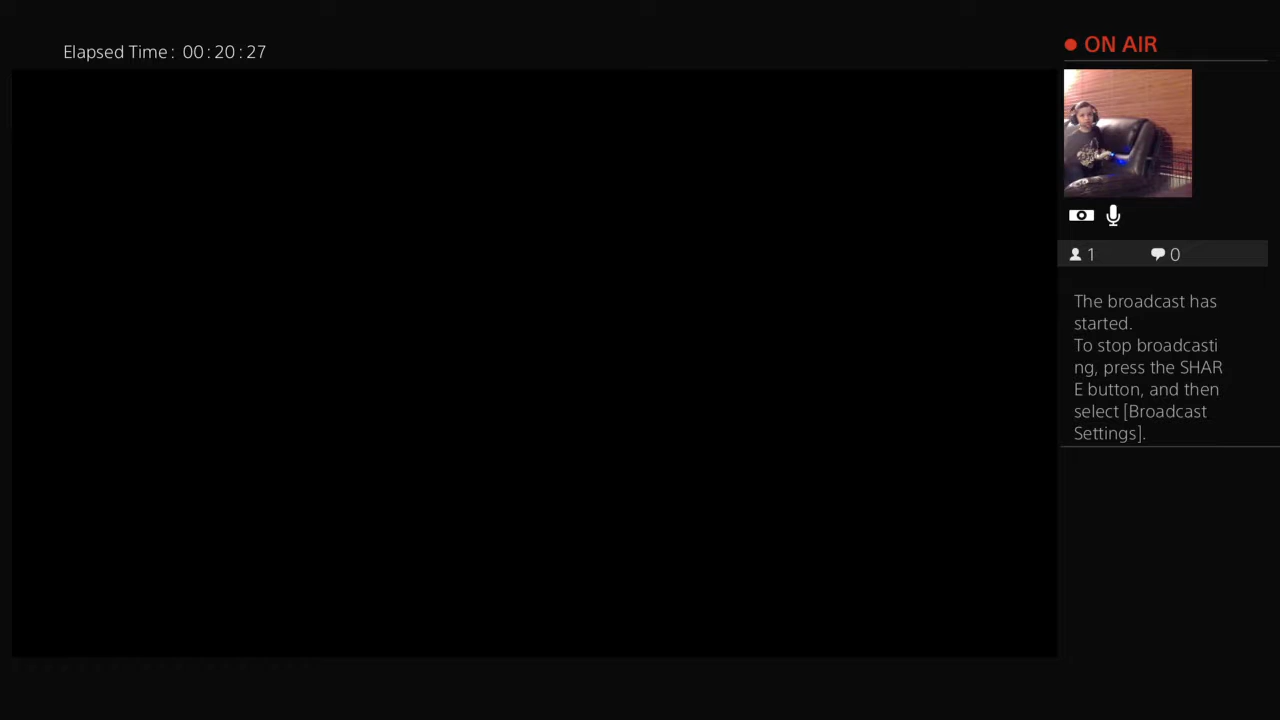 Elapsed Time: 00:20:27
ON AIR
1 0
The broadcast has
started.
To stop broadcasti
ng, press the SHAR
E button, and then
select [Broadcast
Settings].